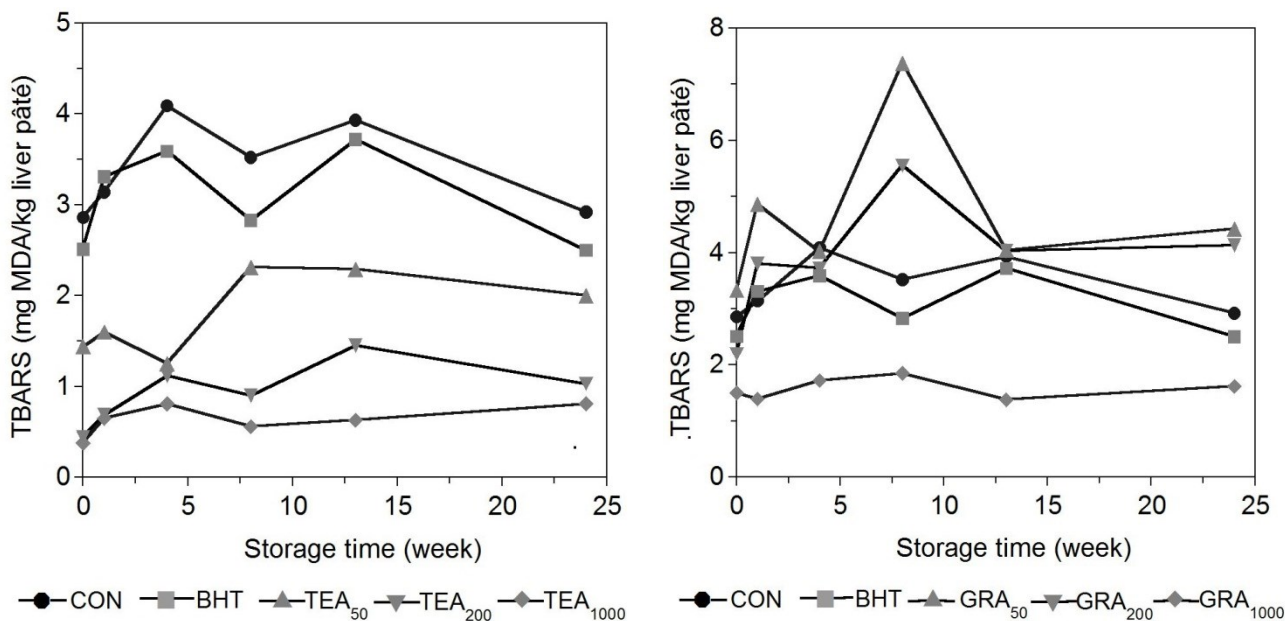 TBARS (mg MDA/kg liver pâté)
5
4
3
2
1
0
0 5 10 15 20 25
Storage time (week)
CON BHT TEA50 TEA200 TEA1000
.TBARS (mg MDA/kg liver pâté)
8
6
4
2
0
0 5 10 15 20 25
Storage time (week)
CON BHT GRA50 GRA200 GRA1000